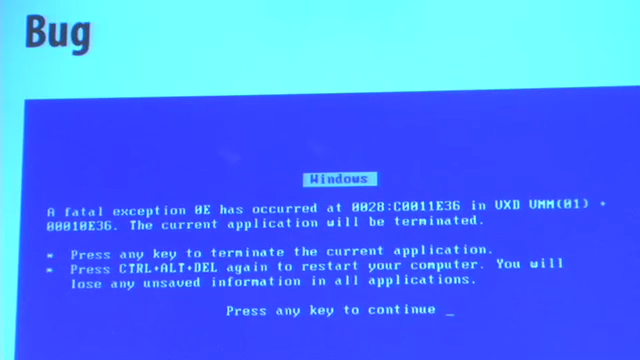 Bug
Windows
A fatal exception 0E has occurred at 0028:C0011E36 in UXD UMM(01) +
00010E36. The current application will be terminated.
* Press any key to terminate the current application.
* Press CTRL+ALT+DEL again to restart your computer. You will
lose any unsaved information in all applications.
Press any key to continue _